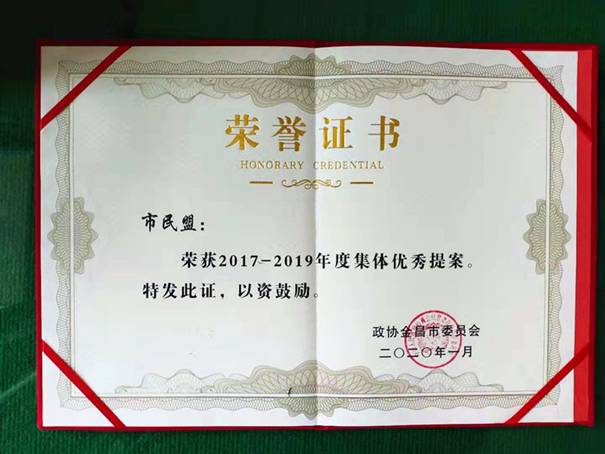 荣誉证书
HONORARY CREDENTIAL
市民盟：
荣获2017-2019年度集体优秀提案。
特发此证，以资鼓励。
政协金昌市委员会
二〇二〇年一月